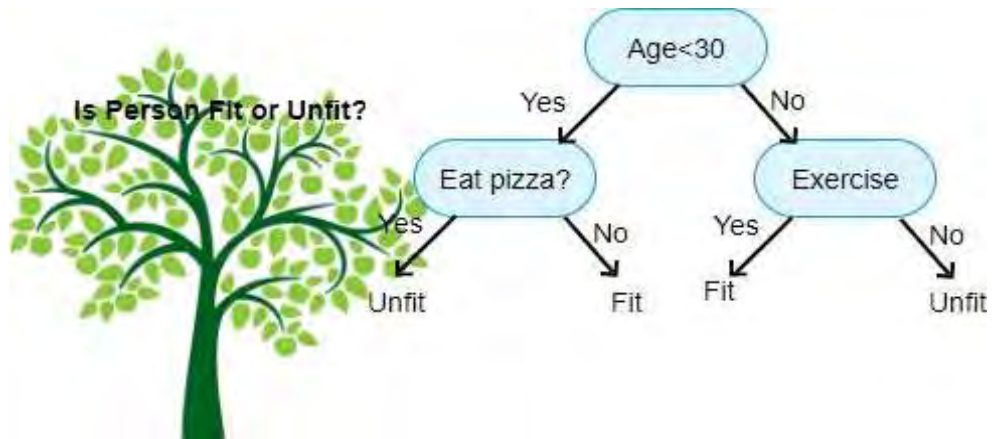 Is Person Fit or Unfit?
Age<30
Yes
No
Eat pizza?
Exercise
Yes
No
Yes
No
Unfit
Fit
Fit
Unfit